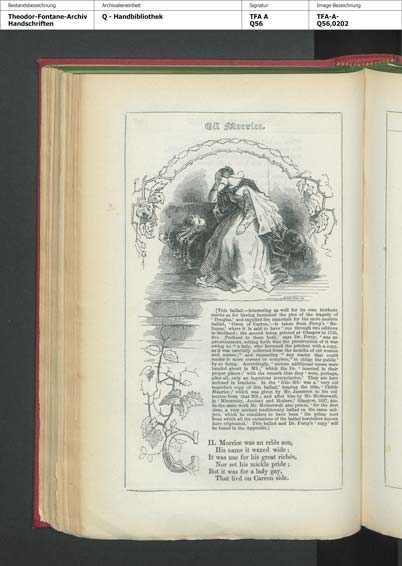 Bestandsbezeichnung
Archivalieneinheit
Signatur
Image-Bezeichnung
Theodor-Fontane-Archiv
Handschriften
Q - Handbibliothek
TFA A
Q56
TFA-A-
Q56,0202
Gil Morrice.
[This ballad,—interesting as well for its own intrinsic
merits as for having furnished the plot of the tragedy of
'Douglas,' and supplied the materials for the more modern
ballad, 'Owen of Carron,'—is taken from Percy's 'Re-
liques,' where it is said to have 'run through two editions
in Scotland; the second being printed at Glasgow in 1755,
8vo. Prefixed to them both,' says Dr. Percy, 'was an
advertisement, setting forth that the preservation of it was
owing to "a lady, who favoured the printers with a copy,
as it was carefully collected from the mouths of old women
and nurses;" and requesting "any reader that could
render it more correct or complete," to oblige the public'
by so doing. Accordingly, 'sixteen additional verses were
handed about in MS.,' which the Dr. 'inserted in their
proper places,' with the remark that they 'were, perhaps,
after all, only an ingenious interpolation.' They are here
inclosed in brackets. In the 'folio MS.' was a 'very old
imperfect copy of this ballad,' bearing the title, 'Childe
Maurice;' which was given by Mr. Jamieson in his col-
lection from that MS.; and after him by Mr. Motherwell,
in 'Minstrelsy, Ancient and Modern,' Glasgow, 1827, 4to.
In the same work Mr. Motherwell also prints, 'for the first
time, a very ancient traditionary ballad on the same sub-
ject, which he considers to have been 'the prime root
from which all the variations of the ballad heretofore known
have originated.' This ballad and Dr. Percy's 'copy' will
be found in the Appendix.]
GIL Morrice was an erlès son,
His name it waxed wide;
It was nae for his great richés,
Nor zet his mickle pride;
But it was for a lady gay,
That lived on Carron side.